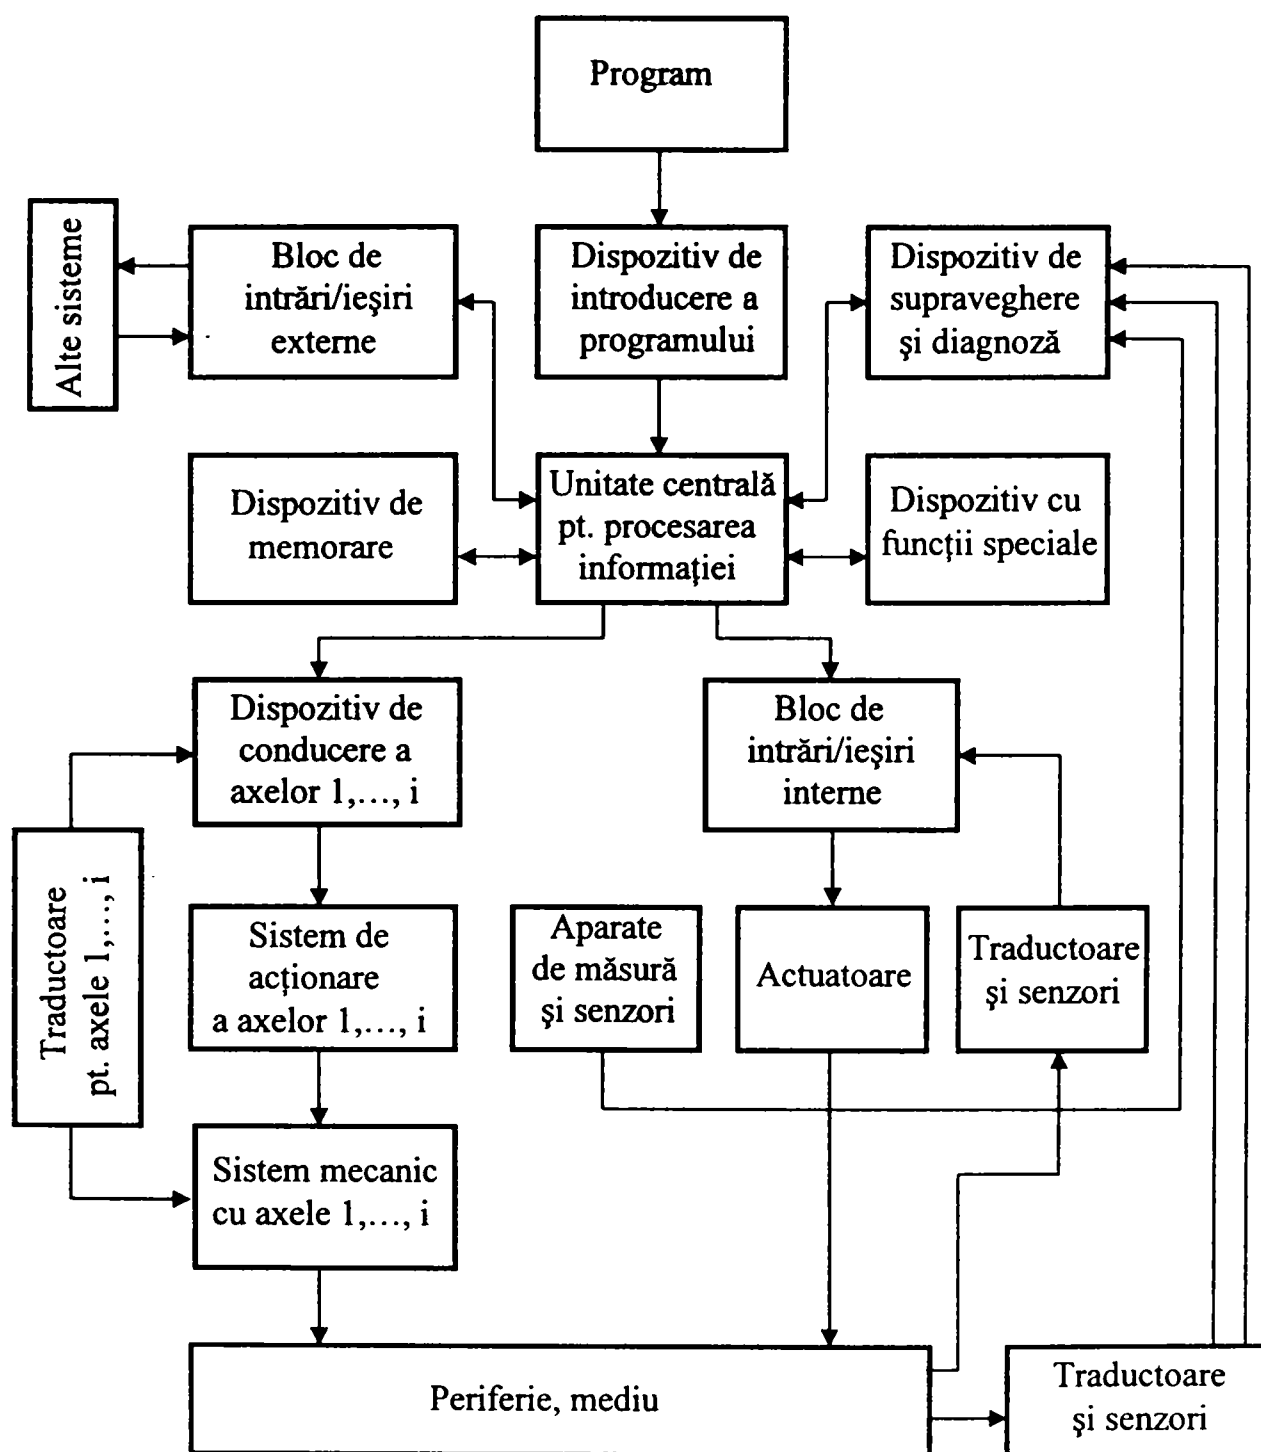 Program
Alte sisteme
Bloc de
intrări/ieşiri
externe
Dispozitiv de
introducere a
programului
Dispozitiv de
supraveghere
şi diagnoză
Dispozitiv de
memorare
Unitate centrală
pt. procesarea
informaţiei
Dispozitiv cu
funcţii speciale
Dispozitiv de
conducere a
axelor 1,…, i
Bloc de
intrări/ieşiri
interne
Traductoare
pt. axele 1,…, i
Sistem de
acţionare
a axelor 1,…, i
Aparate
de măsură
şi senzori
Actuatoare
Traductoare
şi senzori
Sistem mecanic
cu axele 1,…, i
Periferie, mediu
Traductoare
şi senzori